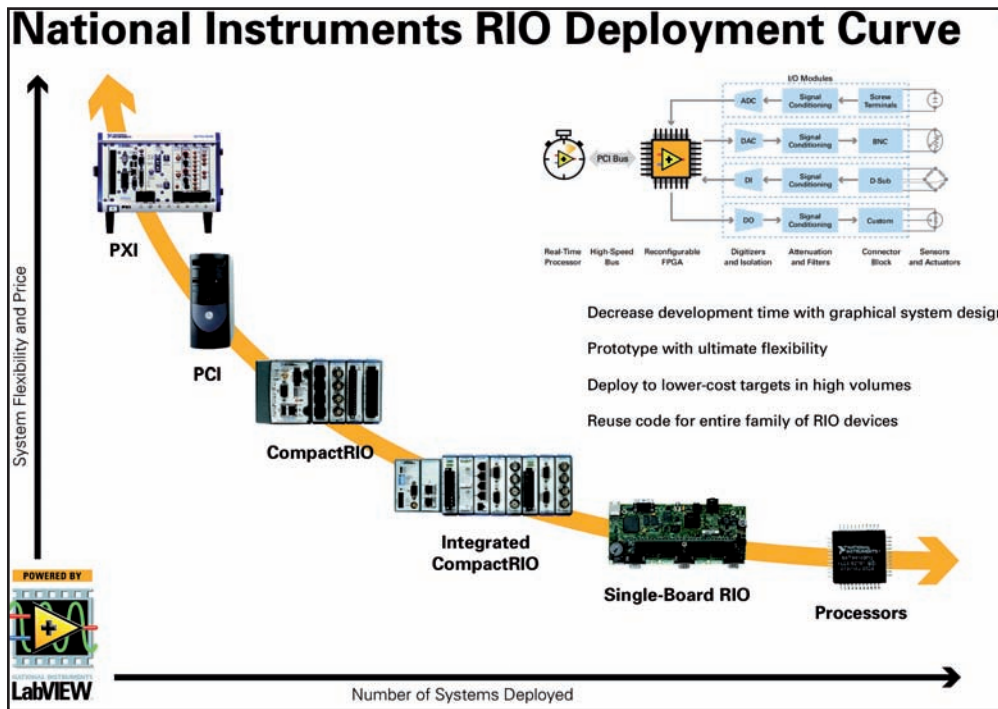 National Instruments RIO Deployment Curve
I/O Modules
ADC
Signal
Conditioning
Screw
Terminals
DAC
Signal
Conditioning
BNC
PCI Bus
DI
Signal
Conditioning
D-Sub
DO
Signal
Conditioning
Custom
Real-Time
Processor
High-Speed
Bus
Reconfigurable
FPGA
Digitizers
and Isolation
Attenuation
and Filters
Connector
Block
Sensors
and Actuators
System Flexibility and Price
PXI
PCI
CompactRIO
Integrated
CompactRIO
Single-Board RIO
Processors
Decrease development time with graphical system design
Prototype with ultimate flexibility
Deploy to lower-cost targets in high volumes
Reuse code for entire family of RIO devices
POWERED BY
NATIONAL INSTRUMENTS
LabVIEW
Number of Systems Deployed